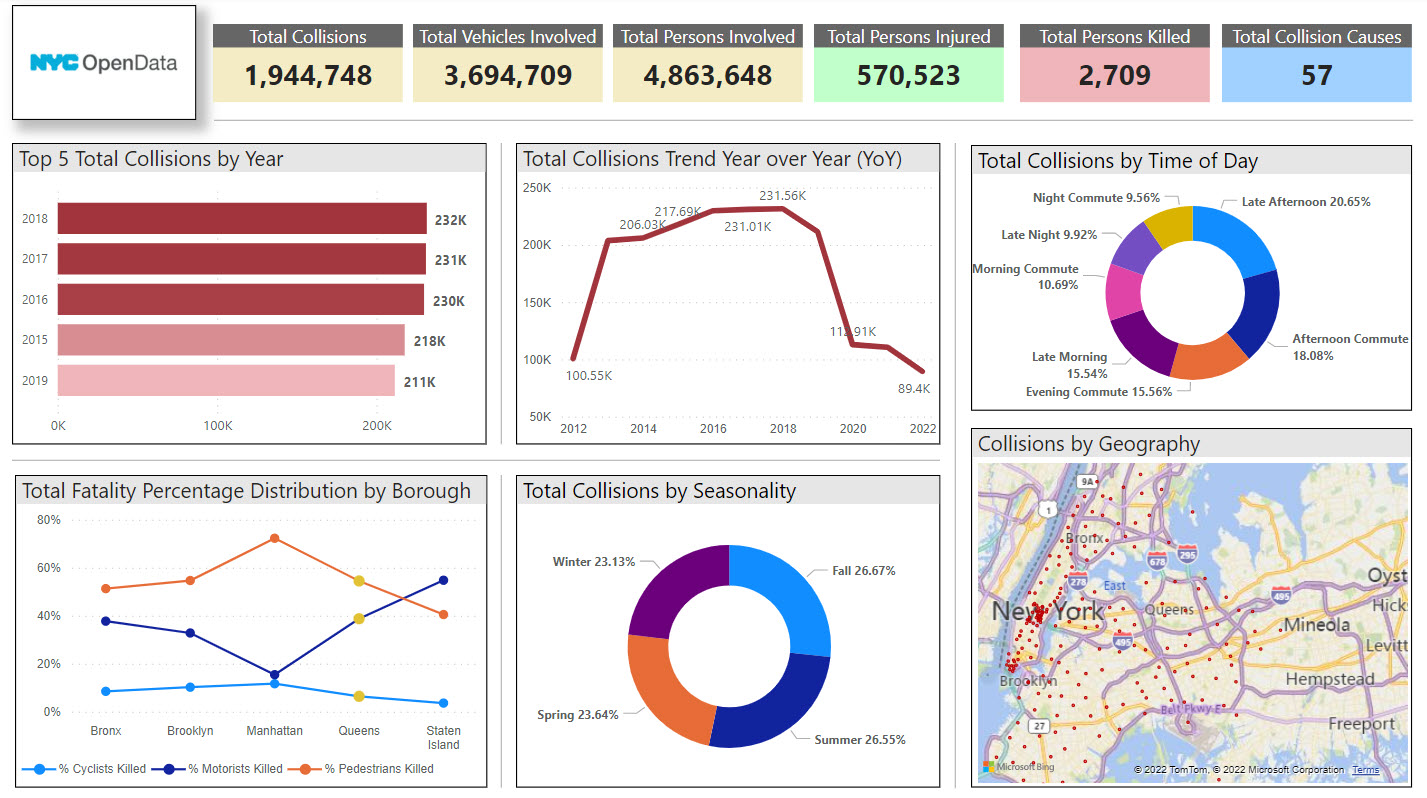 NYC OpenData
Total Collisions
1,944,748
Total Vehicles Involved
3,694,709
Total Persons Involved
4,863,648
Total Persons Injured
570,523
Total Persons Killed
2,709
Total Collision Causes
57
Top 5 Total Collisions by Year
2018
232K
2017
231K
2016
230K
2015
218K
2019
211K
0K
100K
200K
Total Collisions Trend Year over Year (YoY)
250K
200K
150K
100K
50K
100.55K
206.03K
217.69K
231.01K
231.56K
112.91K
89.4K
2012
2014
2016
2018
2020
2022
Total Collisions by Time of Day
Night Commute 9.56%
Late Afternoon 20.65%
Late Night 9.92%
Morning Commute
10.69%
Afternoon Commute
18.08%
Late Morning
15.54%
Evening Commute 15.56%
Total Fatality Percentage Distribution by Borough
80%
60%
40%
20%
0%
Bronx
Brooklyn
Manhattan
Queens
Staten
Island
% Cyclists Killed
% Motorists Killed
% Pedestrians Killed
Total Collisions by Seasonality
Winter 23.13%
Fall 26.67%
Spring 23.64%
Summer 26.55%
Collisions by Geography
9A
1
Bronx
295
678
278
East
495
Oyst
New York
Queens
Hicks
Mineola
495
Levitt
Brooklyn
Hempstead
Belt Pkwy E
27
Freeport
Microsoft Bing
© 2022 TomTom, © 2022 Microsoft Corporation
Terms